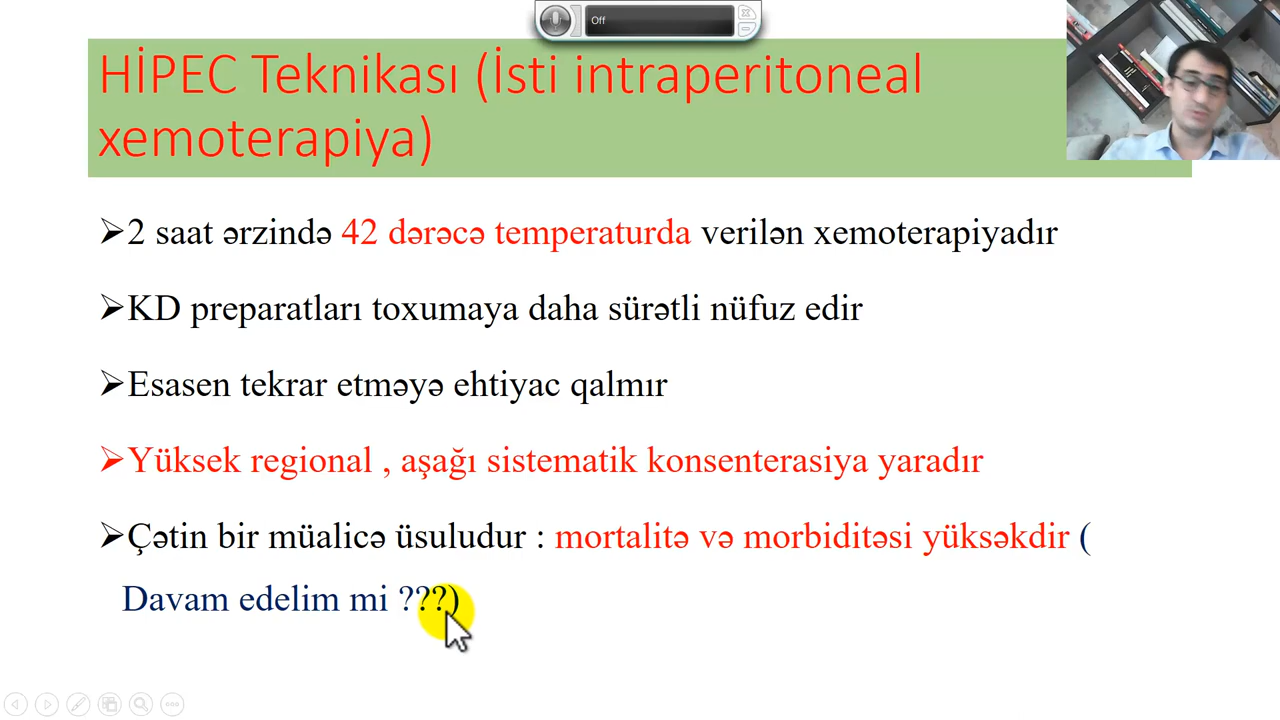 Off
HİPEC Teknikası (İsti intraperitoneal
xemoterapiya)
➢2 saat ərzində 42 dərəcə temperaturda verilən xemoterapiyadır
➢KD preparatları toxumaya daha sürətli nüfuz edir
➢Esasen tekrar etməyə ehtiyac qalmır
➢Yüksek regional , aşağı sistematik konsenterasiya yaradır
➢Çətin bir müalicə üsuludur : mortalitə və morbiditəsi yüksəkdir (
Davam edelim mi ???)